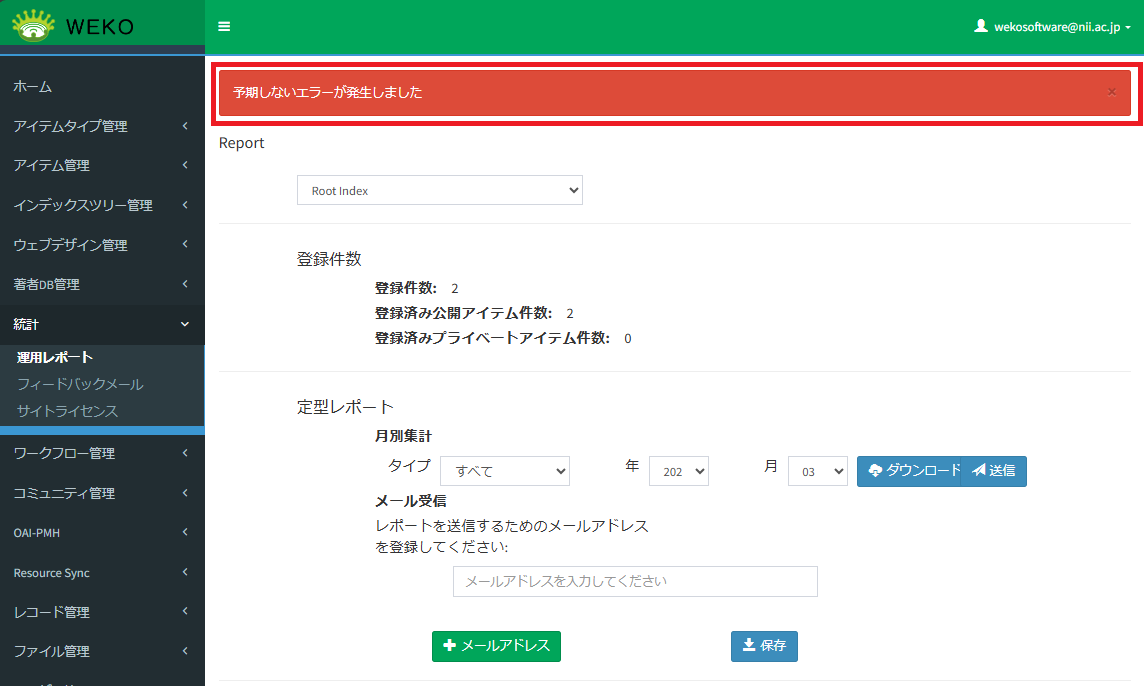 WEKO
wekosoftware@nii.ac.jp
予期しないエラーが発生しました
×
ホーム
アイテムタイプ管理
アイテム管理
インデックスツリー管理
ウェブデザイン管理
著者DB管理
統計
運用レポート
フィードバックメール
サイトライセンス
ワークフロー管理
コミュニティ管理
OAI-PMH
Resource Sync
レコード管理
ファイル管理
Report
Root Index
登録件数
登録件数: 2
登録済み公開アイテム件数: 2
登録済みプライベートアイテム件数: 0
定型レポート
月別集計
タイプ すべて 年 202 月 03 ダウンロード 送信
メール受信
レポートを送信するためのメールアドレス
を登録してください:
メールアドレスを入力してください
メールアドレス 保存